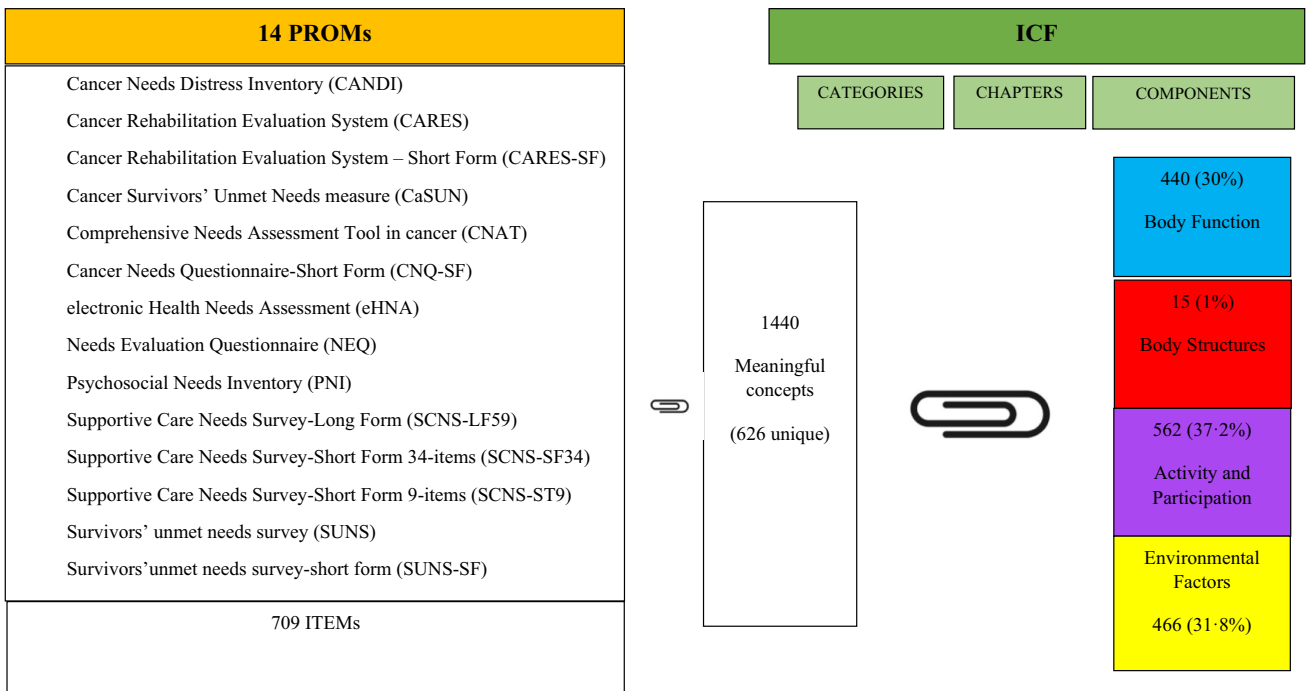 14 PROMs
Cancer Needs Distress Inventory (CANDI)
Cancer Rehabilitation Evaluation System (CARES)
Cancer Rehabilitation Evaluation System – Short Form (CARES-SF)
Cancer Survivors’ Unmet Needs measure (CaSUN)
Comprehensive Needs Assessment Tool in cancer (CNAT)
Cancer Needs Questionnaire-Short Form (CNQ-SF)
electronic Health Needs Assessment (eHNA)
Needs Evaluation Questionnaire (NEQ)
Psychosocial Needs Inventory (PNI)
Supportive Care Needs Survey-Long Form (SCNS-LF59)
Supportive Care Needs Survey-Short Form 34-items (SCNS-SF34)
Supportive Care Needs Survey-Short Form 9-items (SCNS-ST9)
Survivors’ unmet needs survey (SUNS)
Survivors’unmet needs survey-short form (SUNS-SF)
709 ITEMs
1440
Meaningful
concepts
(626 unique)
ICF
CATEGORIES
CHAPTERS
COMPONENTS
440 (30%)
Body Function
15 (1%)
Body Structures
562 (37·2%)
Activity and
Participation
Environmental
Factors
466 (31·8%)